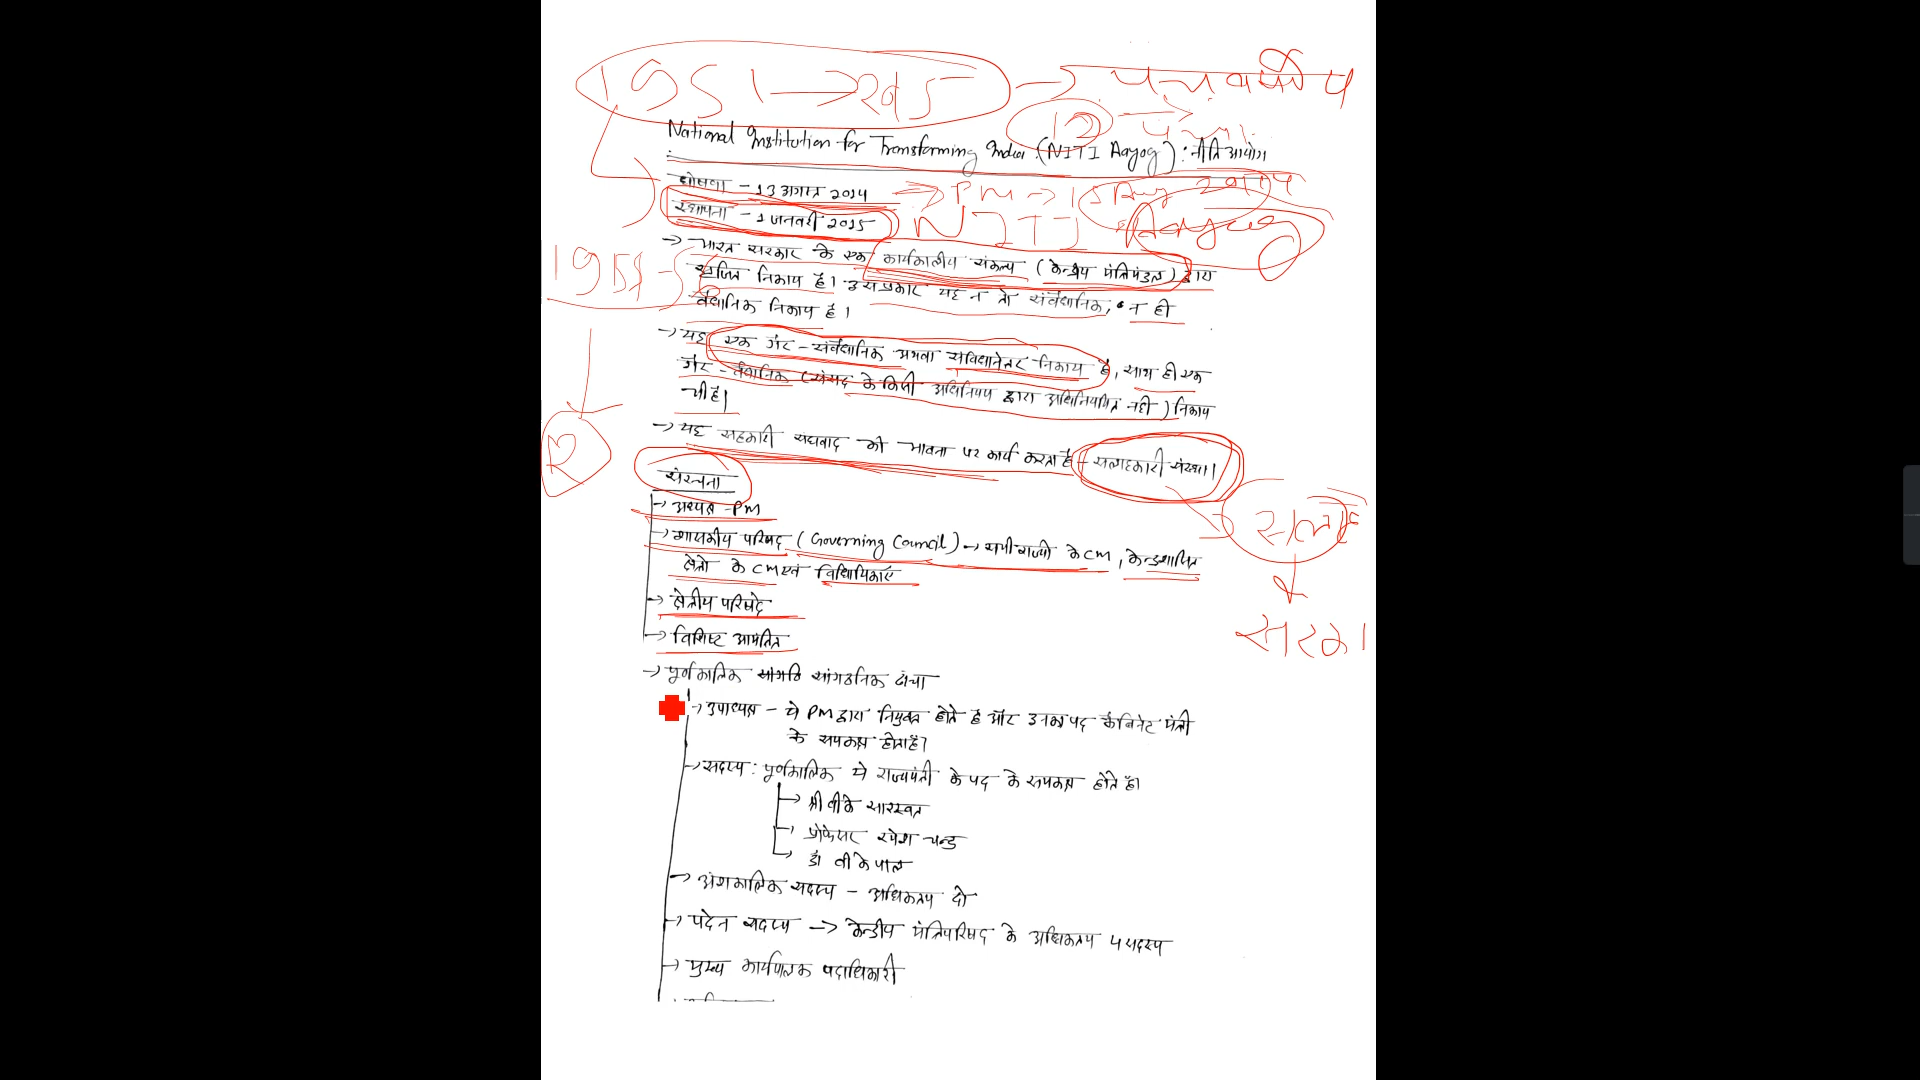 1951 → 2015 → पंचवर्षीय
12 →
National Institution for Transforming India (NITI Aayog) : नीति आयोग
घोषणा - 13 अगस्त 2014 → PM → 15 Aug 2014
स्थापना - 1 जनवरी 2015 NITI Aayog
→ भारत सरकार के एक कार्यकालीय संकल्प (केन्द्रीय मंत्रिमंडल) द्वारा
सृजित निकाय है। इस प्रकार यह न तो संवैधानिक, न ही
वैधानिक निकाय है।
→ यह एक गैर-संवैधानिक अथवा संविधानेतर निकाय है, साथ ही एक
गैर-वैधानिक (संसद के किसी अधिनियम द्वारा अधिनियमित नहीं) निकाय
भी है।
→ यह सहकारी संघवाद की भावना पर कार्य करता है - सलाहकारी संस्था।
संरचना
→ अध्यक्ष - PM
→ शासकीय परिषद (Governing Council) → सभी राज्यों के CM, केन्द्रशासित
क्षेत्रों के CM एवं विधायिकाएं
→ क्षेत्रीय परिषदे
→ विशिष्ट आमंत्रित
सरका
→ पूर्णकालिक सांगठनिक ढांचा
→ उपाध्यक्ष - ये PM द्वारा नियुक्त होते है और उनका पद कैबिनेट मंत्री
के समकक्ष होता है।
→ सदस्य : पूर्णकालिक ये राज्यमंत्री के पद के समकक्ष होते है।
→ श्री वी के सारस्वत
→ प्रोफेसर रमेश चन्द
→ डॉ वी के पाल
→ अंशकालिक सदस्य - अधिकतम दो
→ पदेन सदस्य → केन्द्रीय मंत्रिपरिषद के अधिकतम 4 सदस्य
→ मुख्य कार्यपालक पदाधिकारी